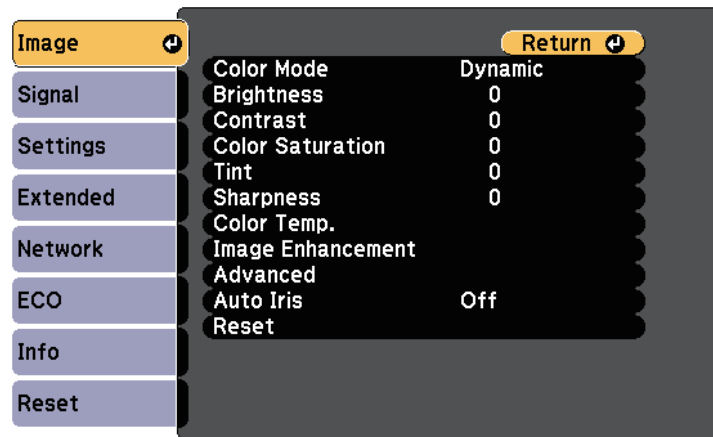 Image
Signal
Settings
Extended
Network
ECO
Info
Reset
Return
Color Mode Dynamic
Brightness 0
Contrast 0
Color Saturation 0
Tint 0
Sharpness 0
Color Temp.
Image Enhancement
Advanced
Auto Iris Off
Reset